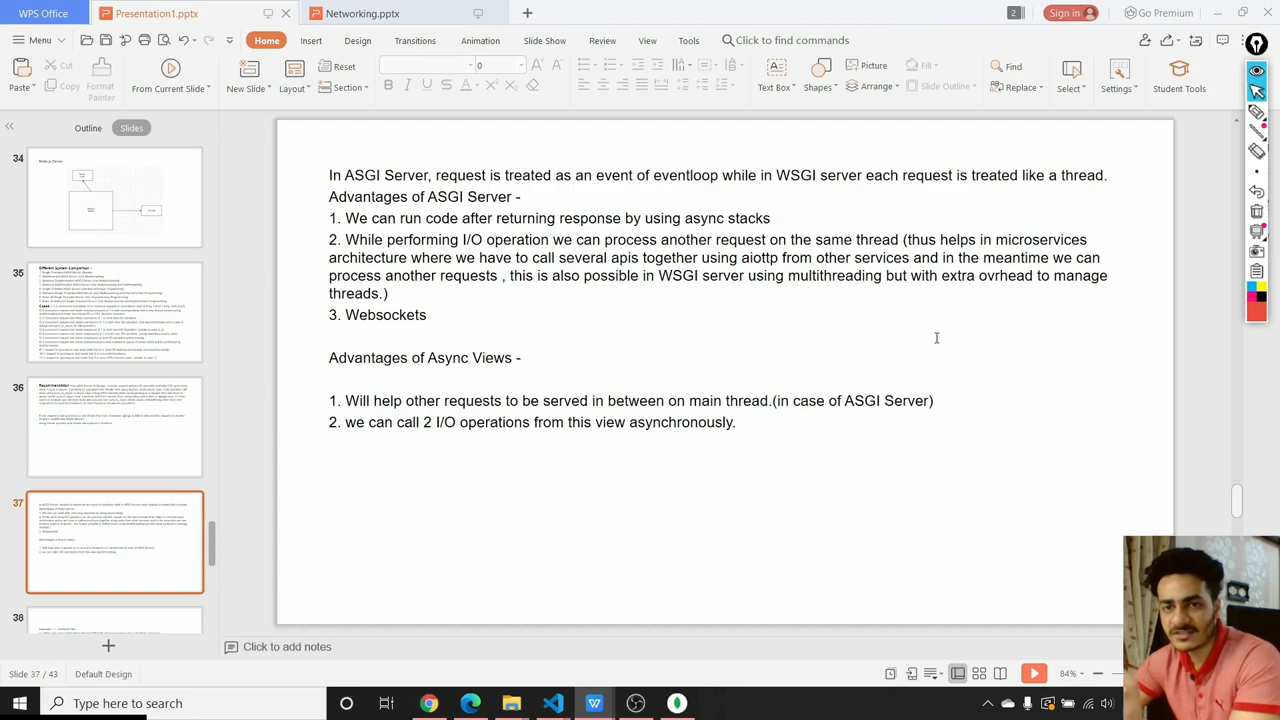 WPS Office
Presentation1.pptx
Networking.pptx
2
Sign in
Go Premium
Menu
Home
Insert
Design
Transitions
Animation
Slide Show
Review
View
Tools
Click to find commands
Paste
Cut
Copy
Format Painter
From Current Slide
New Slide
Layout
Reset
Section
0
B I U S A
Text Box
Shapes
Picture
Arrange
Fill
Slide Outline
Find
Replace
Select
Settings
Student Tools
Outline
Slides
34
35
36
37
38
In ASGI Server, request is treated as an event of eventloop while in WSGI server each request is treated like a thread.
Advantages of ASGI Server -
1. We can run code after returning response by using async stacks
2. While performing I/O operation we can process another request on the same thread (thus helps in microservices
architecture where we have to call several apis together using aiottp from other services and in the meantime we can
process another request. This is also possible in WSGI server using multithreading but with extra ovrhead to manage
threads.)
3. Websockets
Advantages of Async Views -
1. Will help other requests to be served in between on main thread.(in case of ASGI Server)
2. we can call 2 I/O operations from this view asynchronously.
Click to add notes
Slide 37 / 43
Default Design
84%
Type here to search